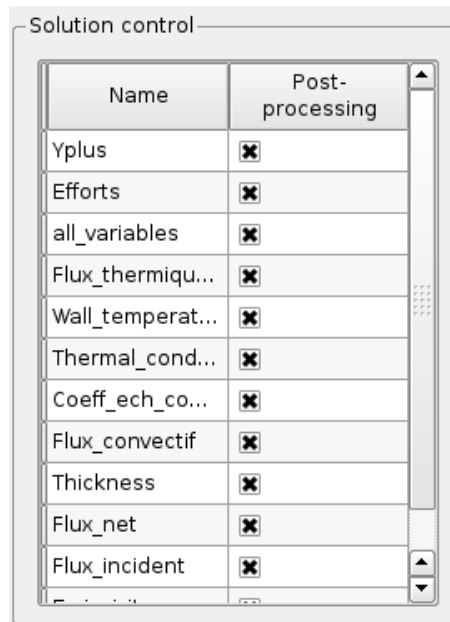 Solution control
Name
Post-
processing
Yplus
Efforts
all_variables
Flux_thermiqu...
Wall_temperat...
Thermal_cond...
Coeff_ech_co...
Flux_convectif
Thickness
Flux_net
Flux_incident